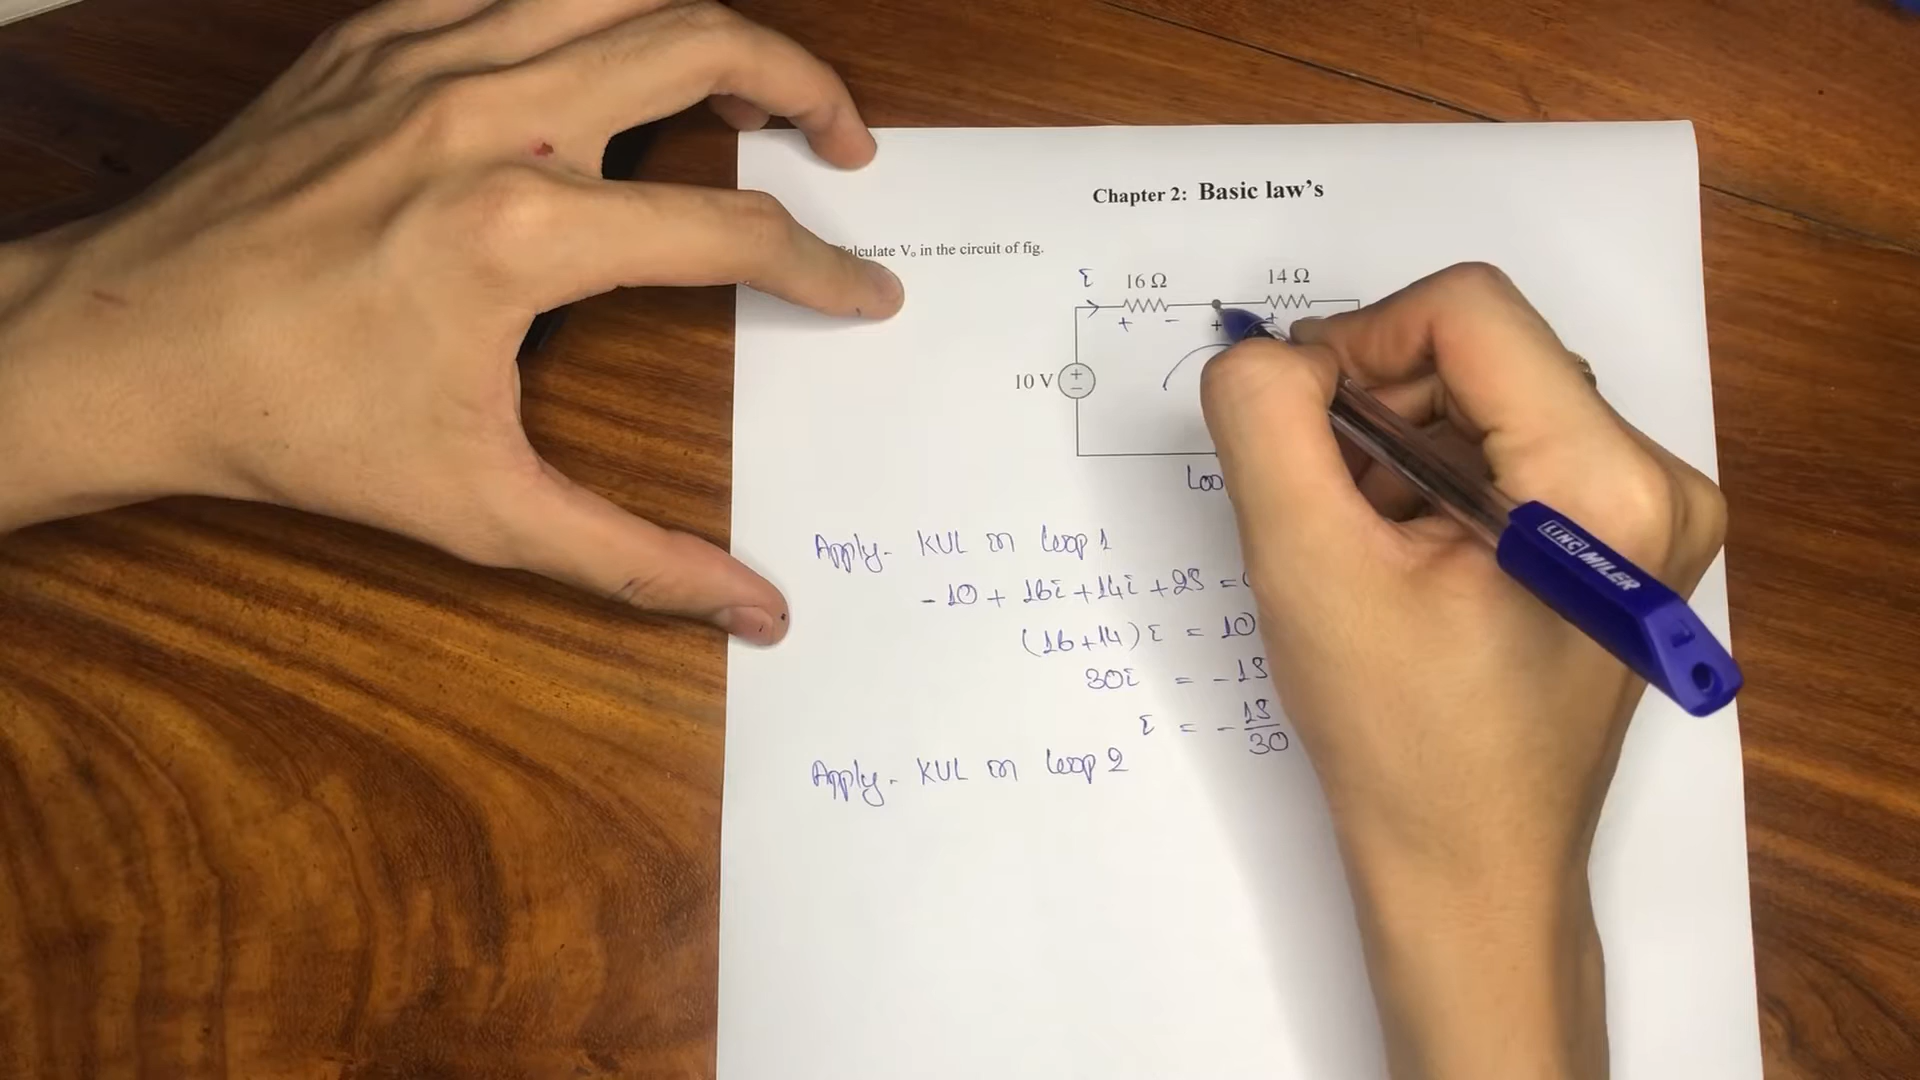 Chapter 2: Basic law's
alculate Vₒ in the circuit of fig.
i 16 Ω 14 Ω
+ - + +
10 V + -
Loo
Apply- KVL on Loop 1
-10 + 16i + 14i + 25 =
(16+14) i = 10
30i = -15
i = - 15/30
Apply- KVL on Loop 2
LINC MILER